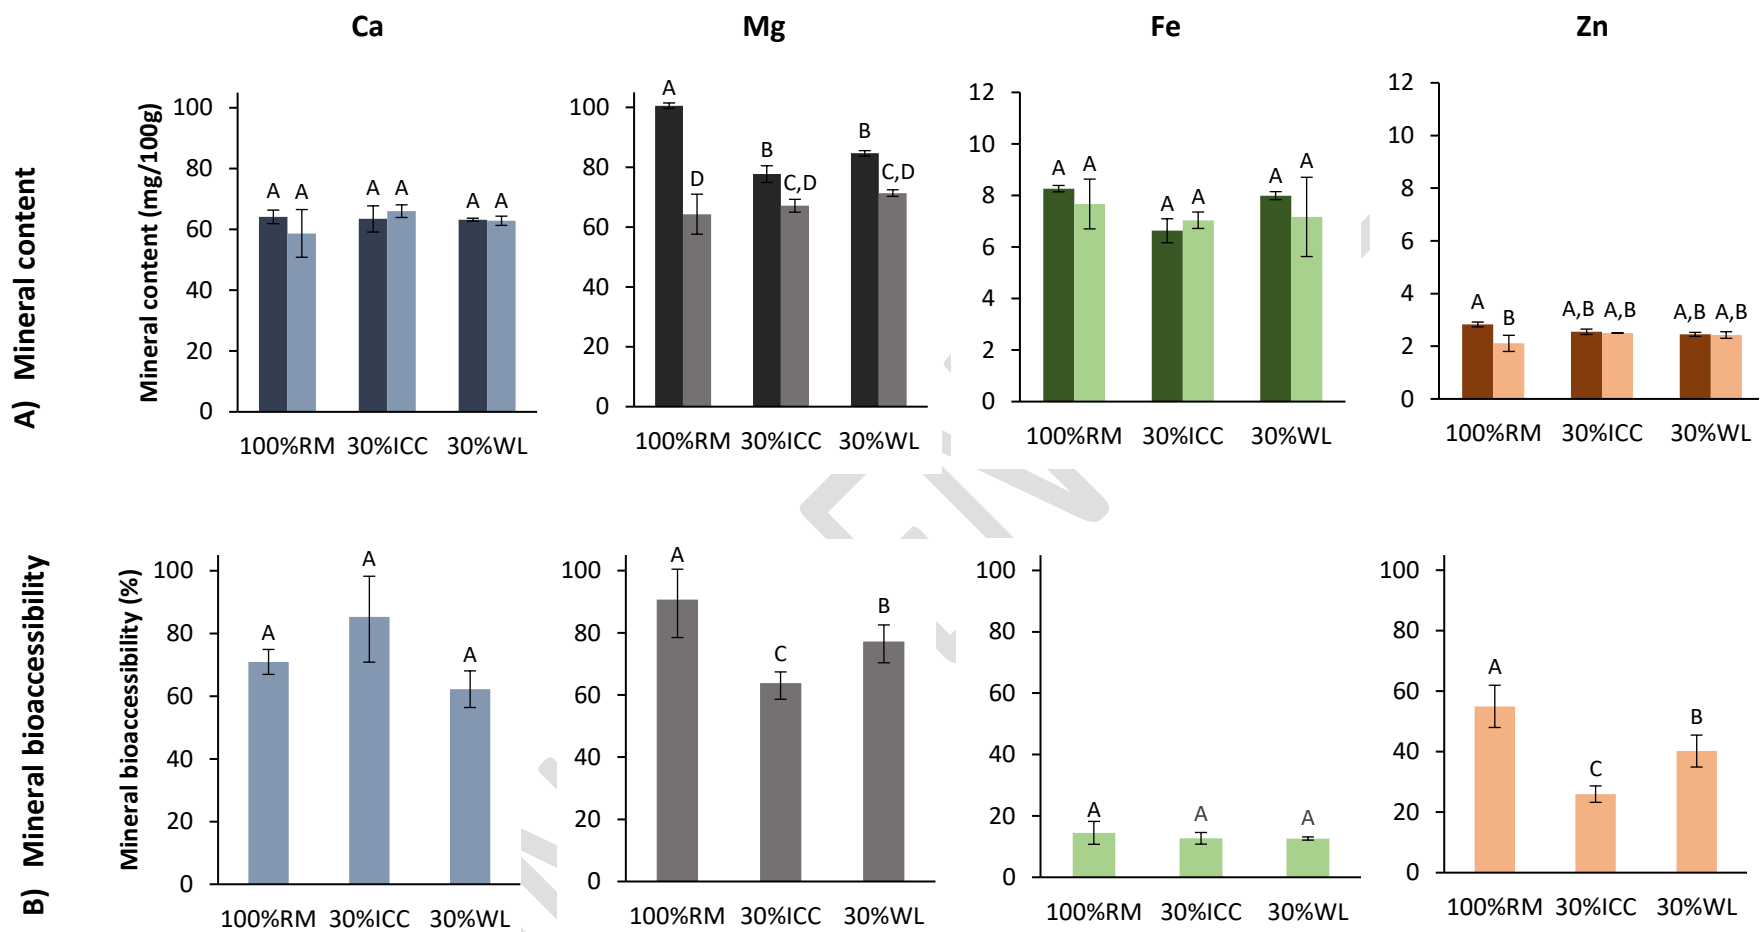 Ca Mg Fe Zn
A) Mineral content
Mineral content (mg/100g)
100
80
60
40
20
0
A A A A A A
100%RM 30%ICC 30%WL
100
80
60
40
20
0
A D B C,D B C,D
100%RM 30%ICC 30%WL
12
10
8
6
4
2
0
A A A A A A
100%RM 30%ICC 30%WL
12
10
8
6
4
2
0
A B A,B A,B A,B A,B
100%RM 30%ICC 30%WL
B) Mineral bioaccessibility
Mineral bioaccessibility (%)
100
80
60
40
20
0
A A A
100%RM 30%ICC 30%WL
100
80
60
40
20
0
A C B
100%RM 30%ICC 30%WL
100
80
60
40
20
0
A A A
100%RM 30%ICC 30%WL
100
80
60
40
20
0
A C B
100%RM 30%ICC 30%WL